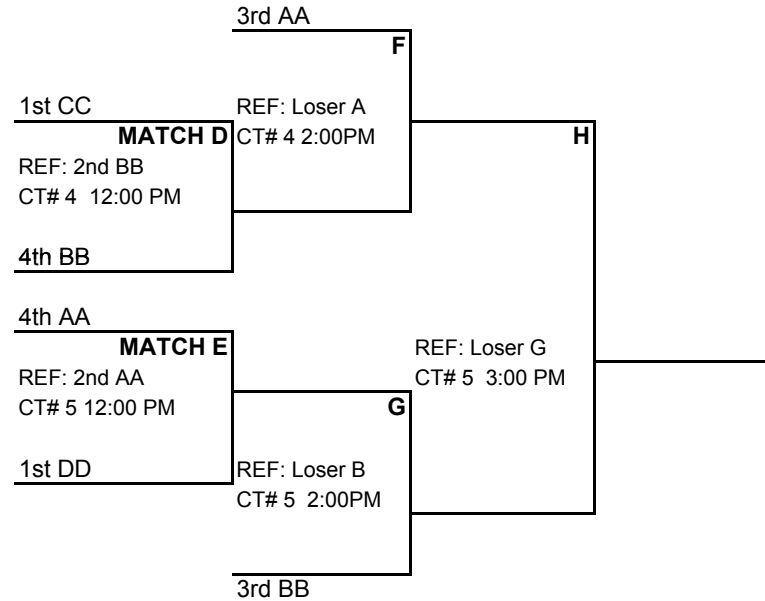 3rd AA
F
1st CC
REF: Loser A
MATCH D
CT# 4 2:00PM
H
REF: 2nd BB
CT# 4 12:00 PM
4th BB
4th AA
MATCH E
REF: Loser G
REF: 2nd AA
CT# 5 3:00 PM
CT# 5 12:00 PM
G
1st DD
REF: Loser B
CT# 5 2:00PM
3rd BB